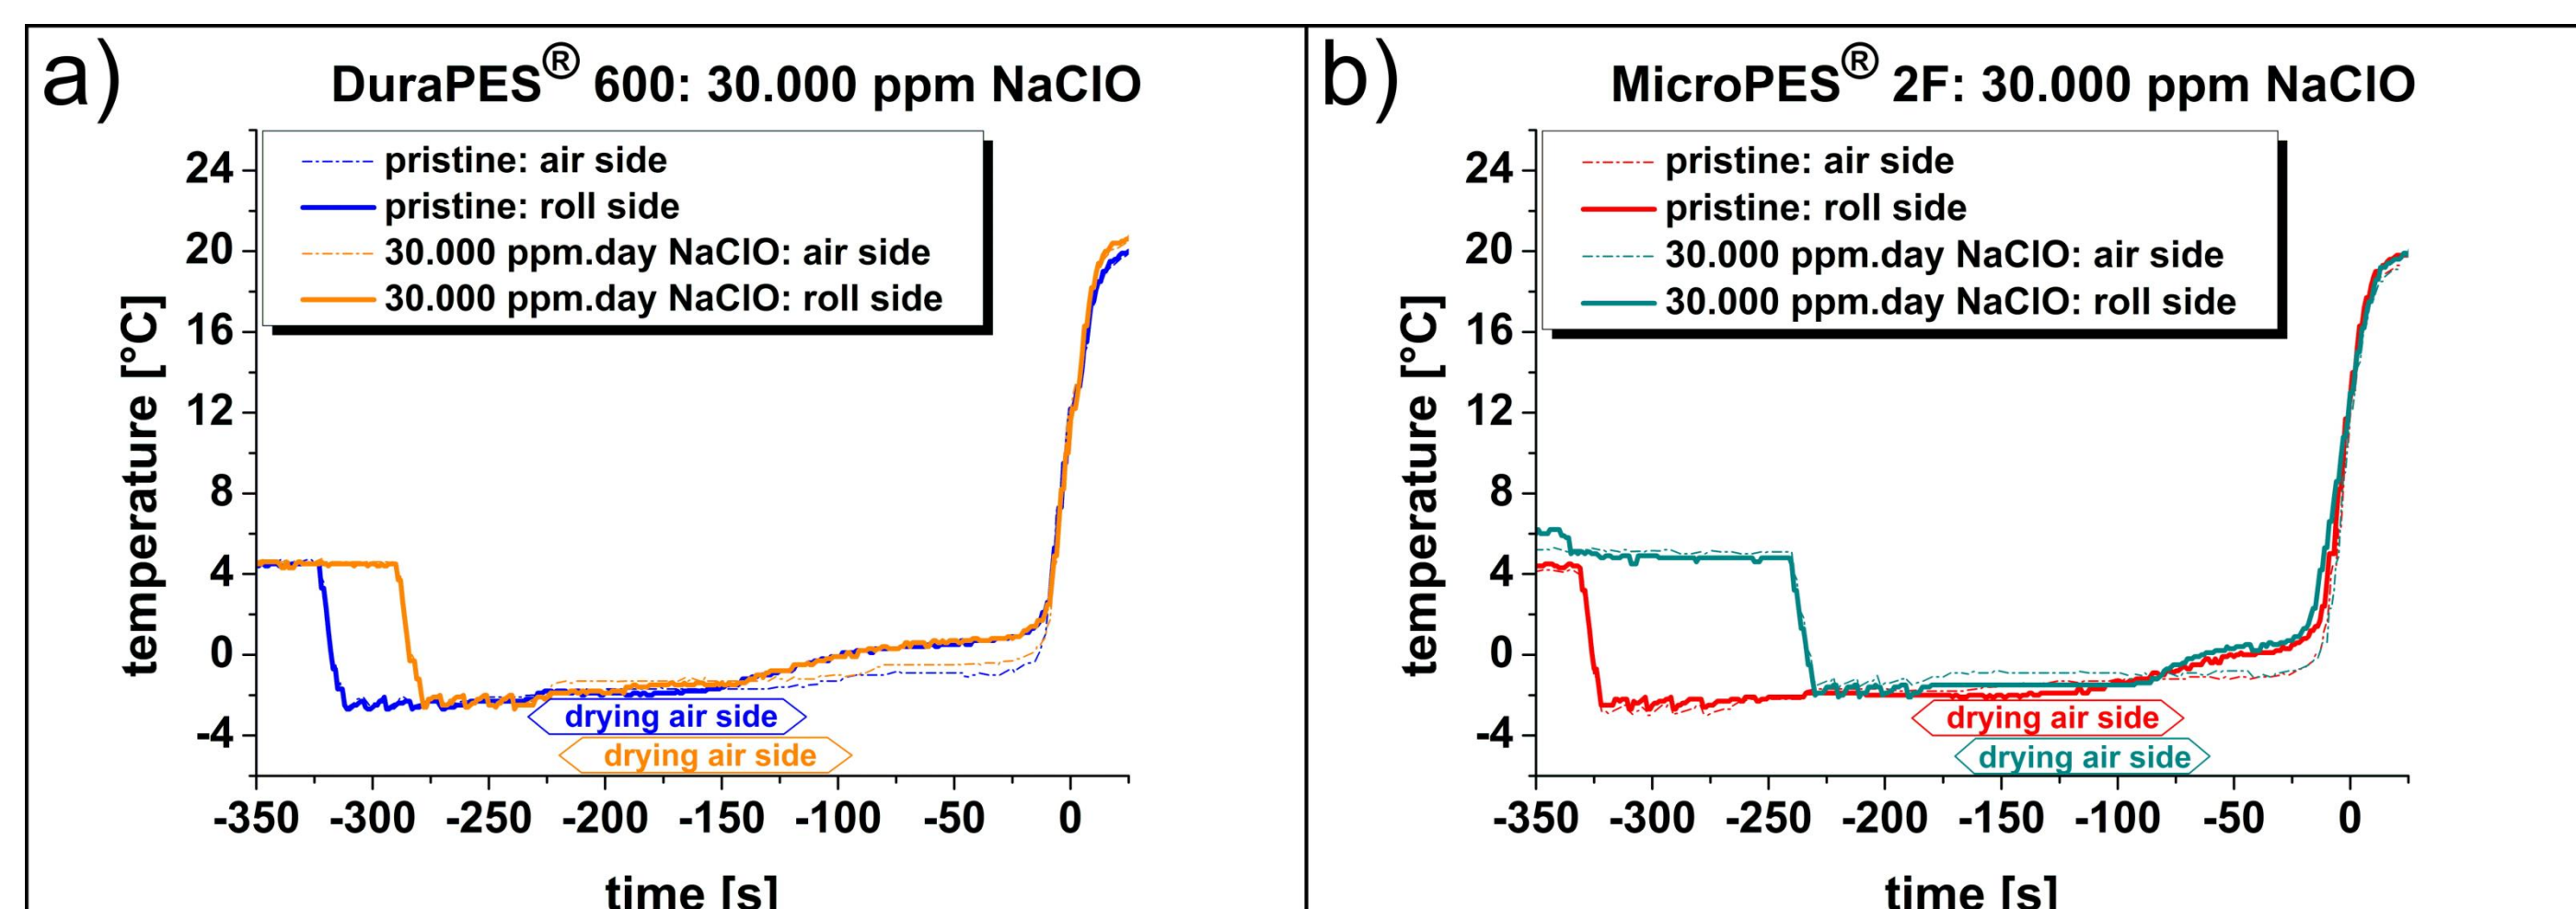 a)
DuraPES® 600: 30.000 ppm NaClO
pristine: air side
pristine: roll side
30.000 ppm.day NaClO: air side
30.000 ppm.day NaClO: roll side
temperature [°C]
24
20
16
12
8
4
0
-4
drying air side
drying air side
-350 -300 -250 -200 -150 -100 -50 0
time [s]
b)
MicroPES® 2F: 30.000 ppm NaClO
pristine: air side
pristine: roll side
30.000 ppm.day NaClO: air side
30.000 ppm.day NaClO: roll side
temperature [°C]
24
20
16
12
8
4
0
-4
drying air side
drying air side
-350 -300 -250 -200 -150 -100 -50 0
time [s]